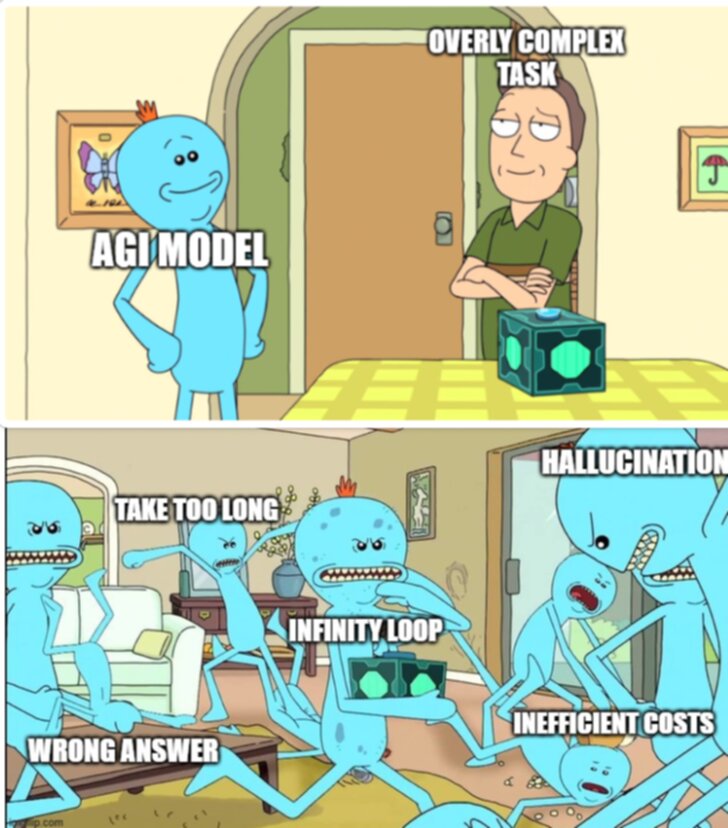 OVERLY COMPLEX
TASK
AGI MODEL
HALLUCINATION
TAKE TOO LONG
INFINITY LOOP
INEFFICIENT COSTS
WRONG ANSWER